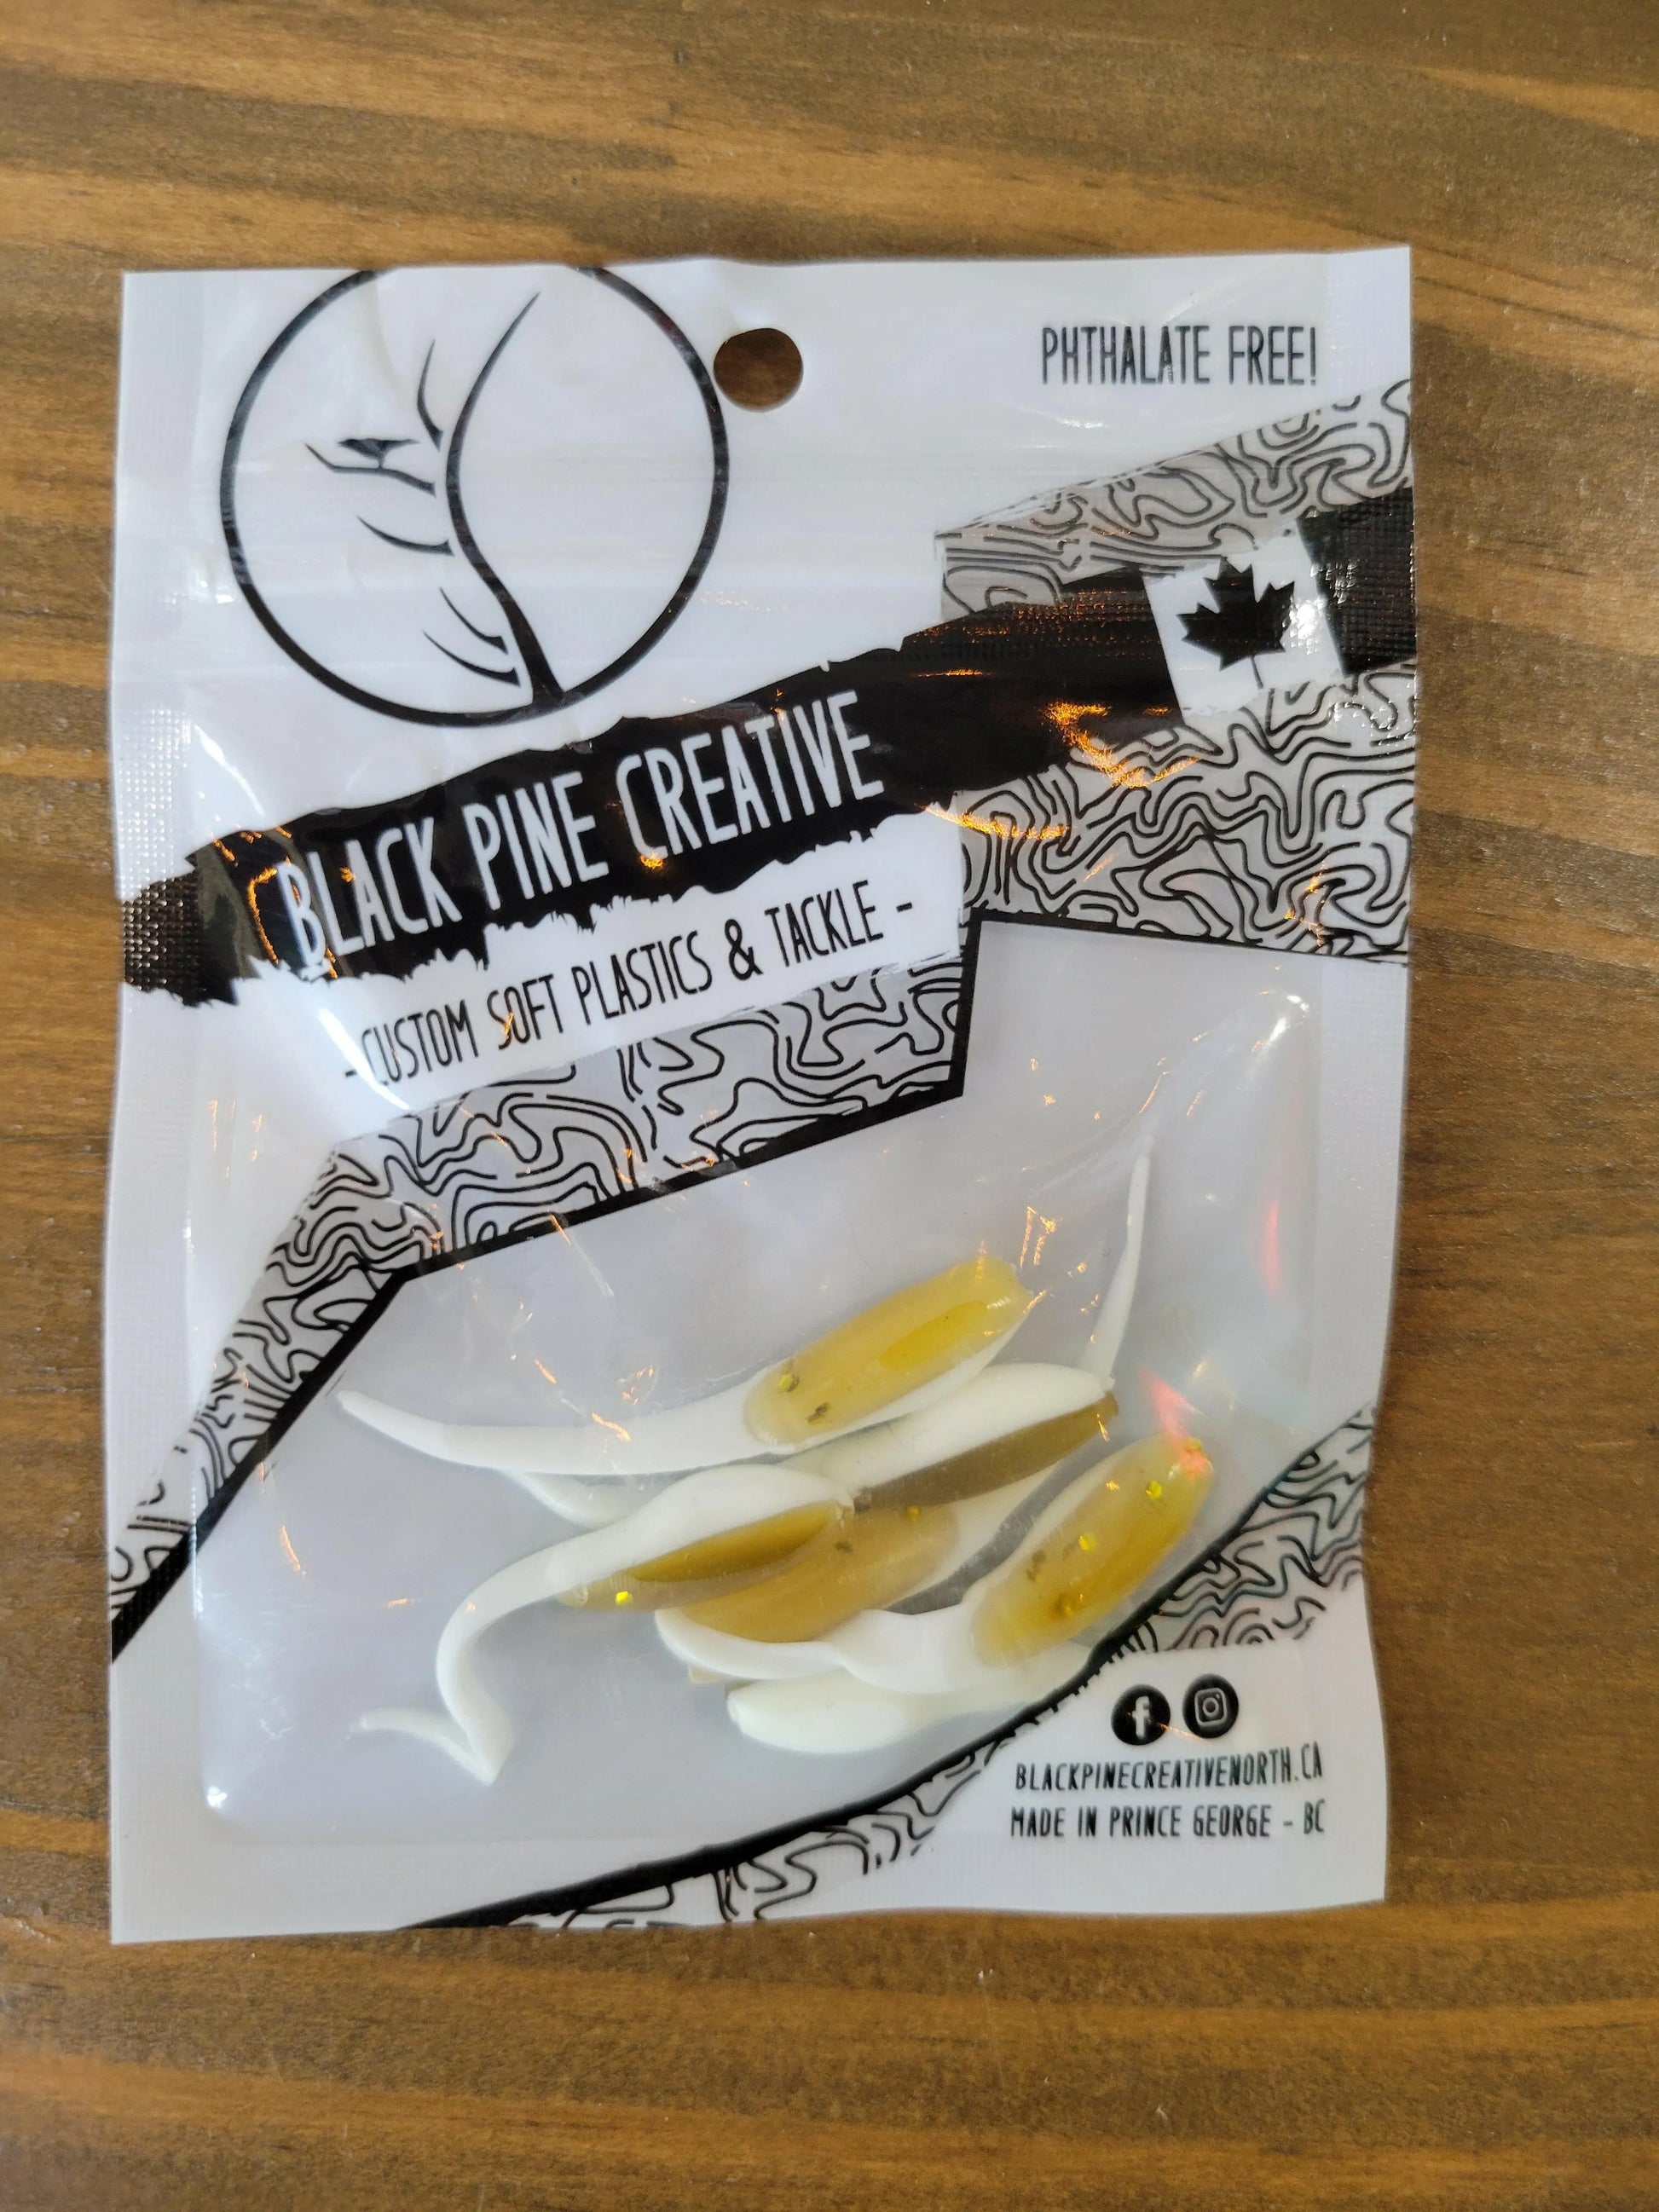 PHTHALATE FREE!
BLACK PINE CREATIVE
- CUSTOM SOFT PLASTICS & TACKLE -
BLACKPINECREATIVENORTH.CA
MADE IN PRINCE GEORGE - BC